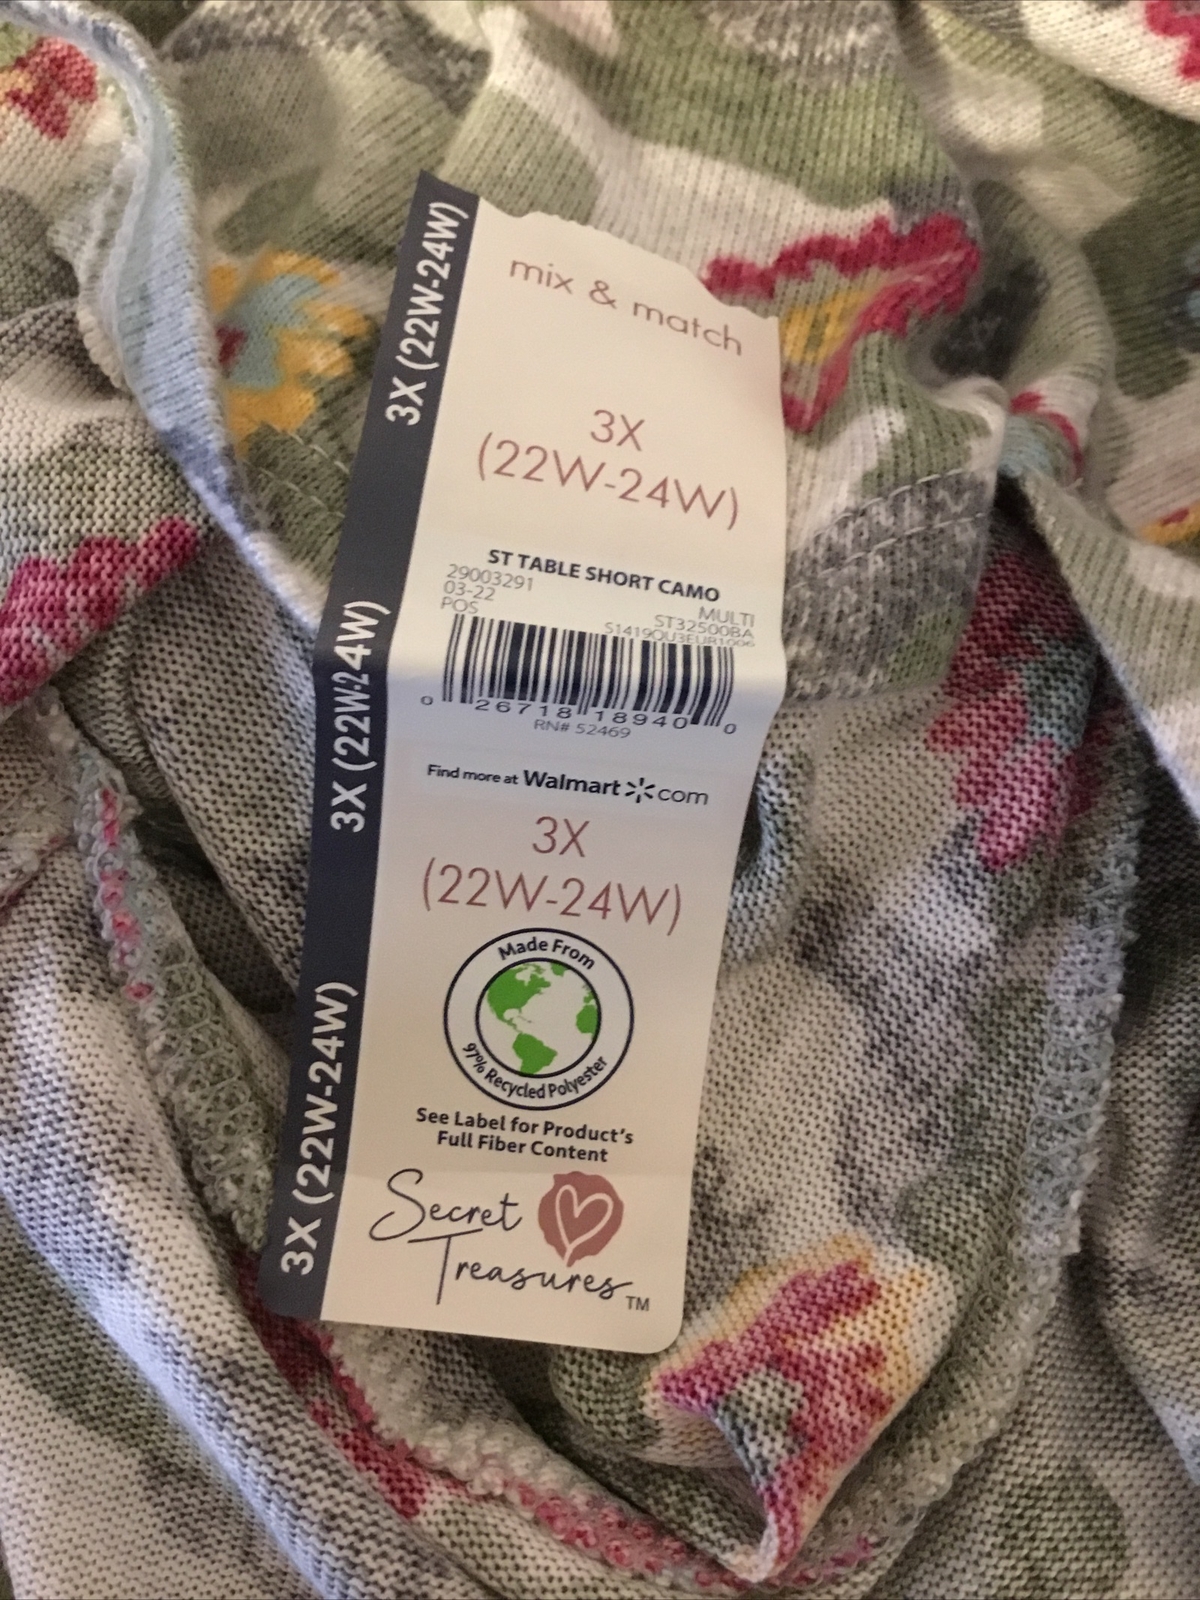 3X (22W-24W)
mix & match
3X
(22W-24W)
ST TABLE SHORT CAMO
29003291
MULTI
03-22
ST32500BA
POS
0 26718 18940 0
RN# 52469
3X (22W-24W)
Find more at Walmart com
3X
(22W-24W)
Made From
97% Recycled Polyester
See Label for Product's
Full Fiber Content
3X (22W-24W)
Secret
Treasures™